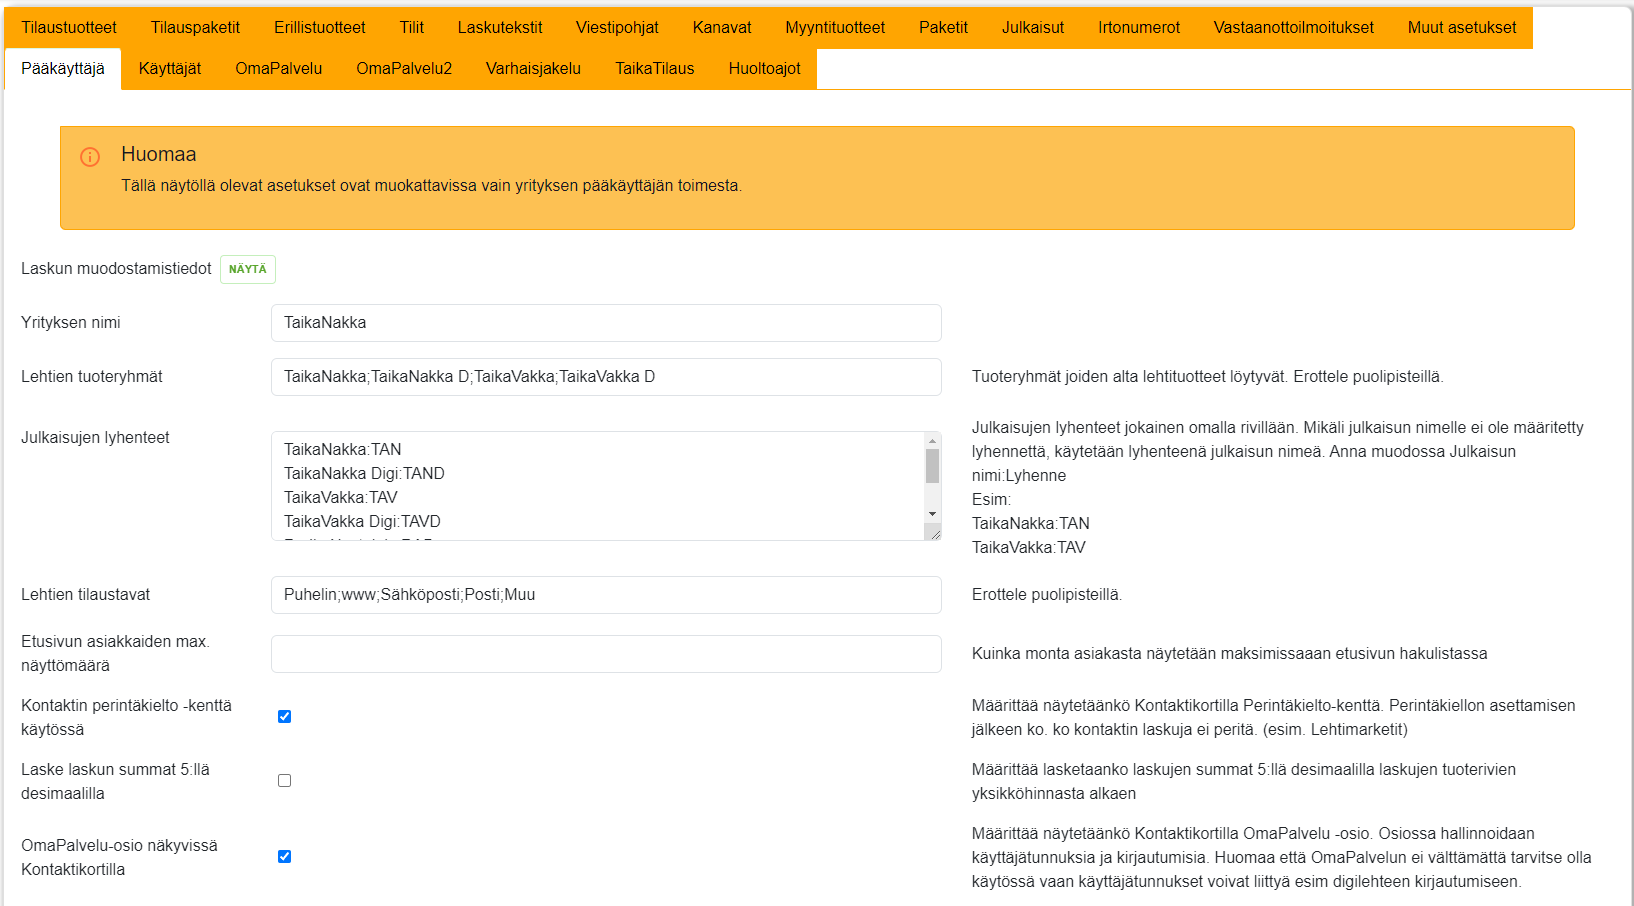 Tilaustuotteet Tilauspaketit Erillistuotteet Tilit Laskutekstit Viestipohjat Kanavat Myyntituotteet Paketit Julkaisut Irtonumerot Vastaanottoilmoitukset Muut asetukset
Pääkäyttäjä Käyttäjät OmaPalvelu OmaPalvelu2 Varhaisjakelu TaikaTilaus Huoltoajot
Huomaa
Tällä näytöllä olevat asetukset ovat muokattavissa vain yrityksen pääkäyttäjän toimesta.
Laskun muodostamistiedot NÄYTÄ
Yrityksen nimi
TaikaNakka
Lehtien tuoteryhmät
TaikaNakka;TaikaNakka D;TaikaVakka;TaikaVakka D
Tuoteryhmät joiden alta lehtituotteet löytyvät. Erottele puolipisteillä.
Julkaisujen lyhenteet
TaikaNakka:TAN
TaikaNakka Digi:TAND
TaikaVakka:TAV
TaikaVakka Digi:TAVD
Julkaisujen lyhenteet jokainen omalla rivillään. Mikäli julkaisun nimelle ei ole määritetty
lyhennettä, käytetään lyhenteenä julkaisun nimeä. Anna muodossa Julkaisun
nimi:Lyhenne
Esim:
TaikaNakka:TAN
TaikaVakka:TAV
Lehtien tilaustavat
Puhelin;www;Sähköposti;Posti;Muu
Erottele puolipisteillä.
Etusivun asiakkaiden max.
näyttömäärä
Kuinka monta asiakasta näytetään maksimissaaan etusivun hakulistassa
Kontaktin perintäkielto -kenttä
käytössä
Määrittää näytetäänkö Kontaktikortilla Perintäkielto-kenttä. Perintäkiellon asettamisen
jälkeen ko. ko kontaktin laskuja ei peritä. (esim. Lehtimarketit)
Laske laskun summat 5:llä
desimaalilla
Määrittää lasketaanko laskujen summat 5:llä desimaalilla laskujen tuoterivien
yksikköhinnasta alkaen
OmaPalvelu-osio näkyvissä
Kontaktikortilla
Määrittää näytetäänkö Kontaktikortilla OmaPalvelu -osio. Osiossa hallinnoidaan
käyttäjätunnuksia ja kirjautumisia. Huomaa että OmaPalvelun ei välttämättä tarvitse olla
käytössä vaan käyttäjätunnukset voivat liittyä esim digilehteen kirjautumiseen.